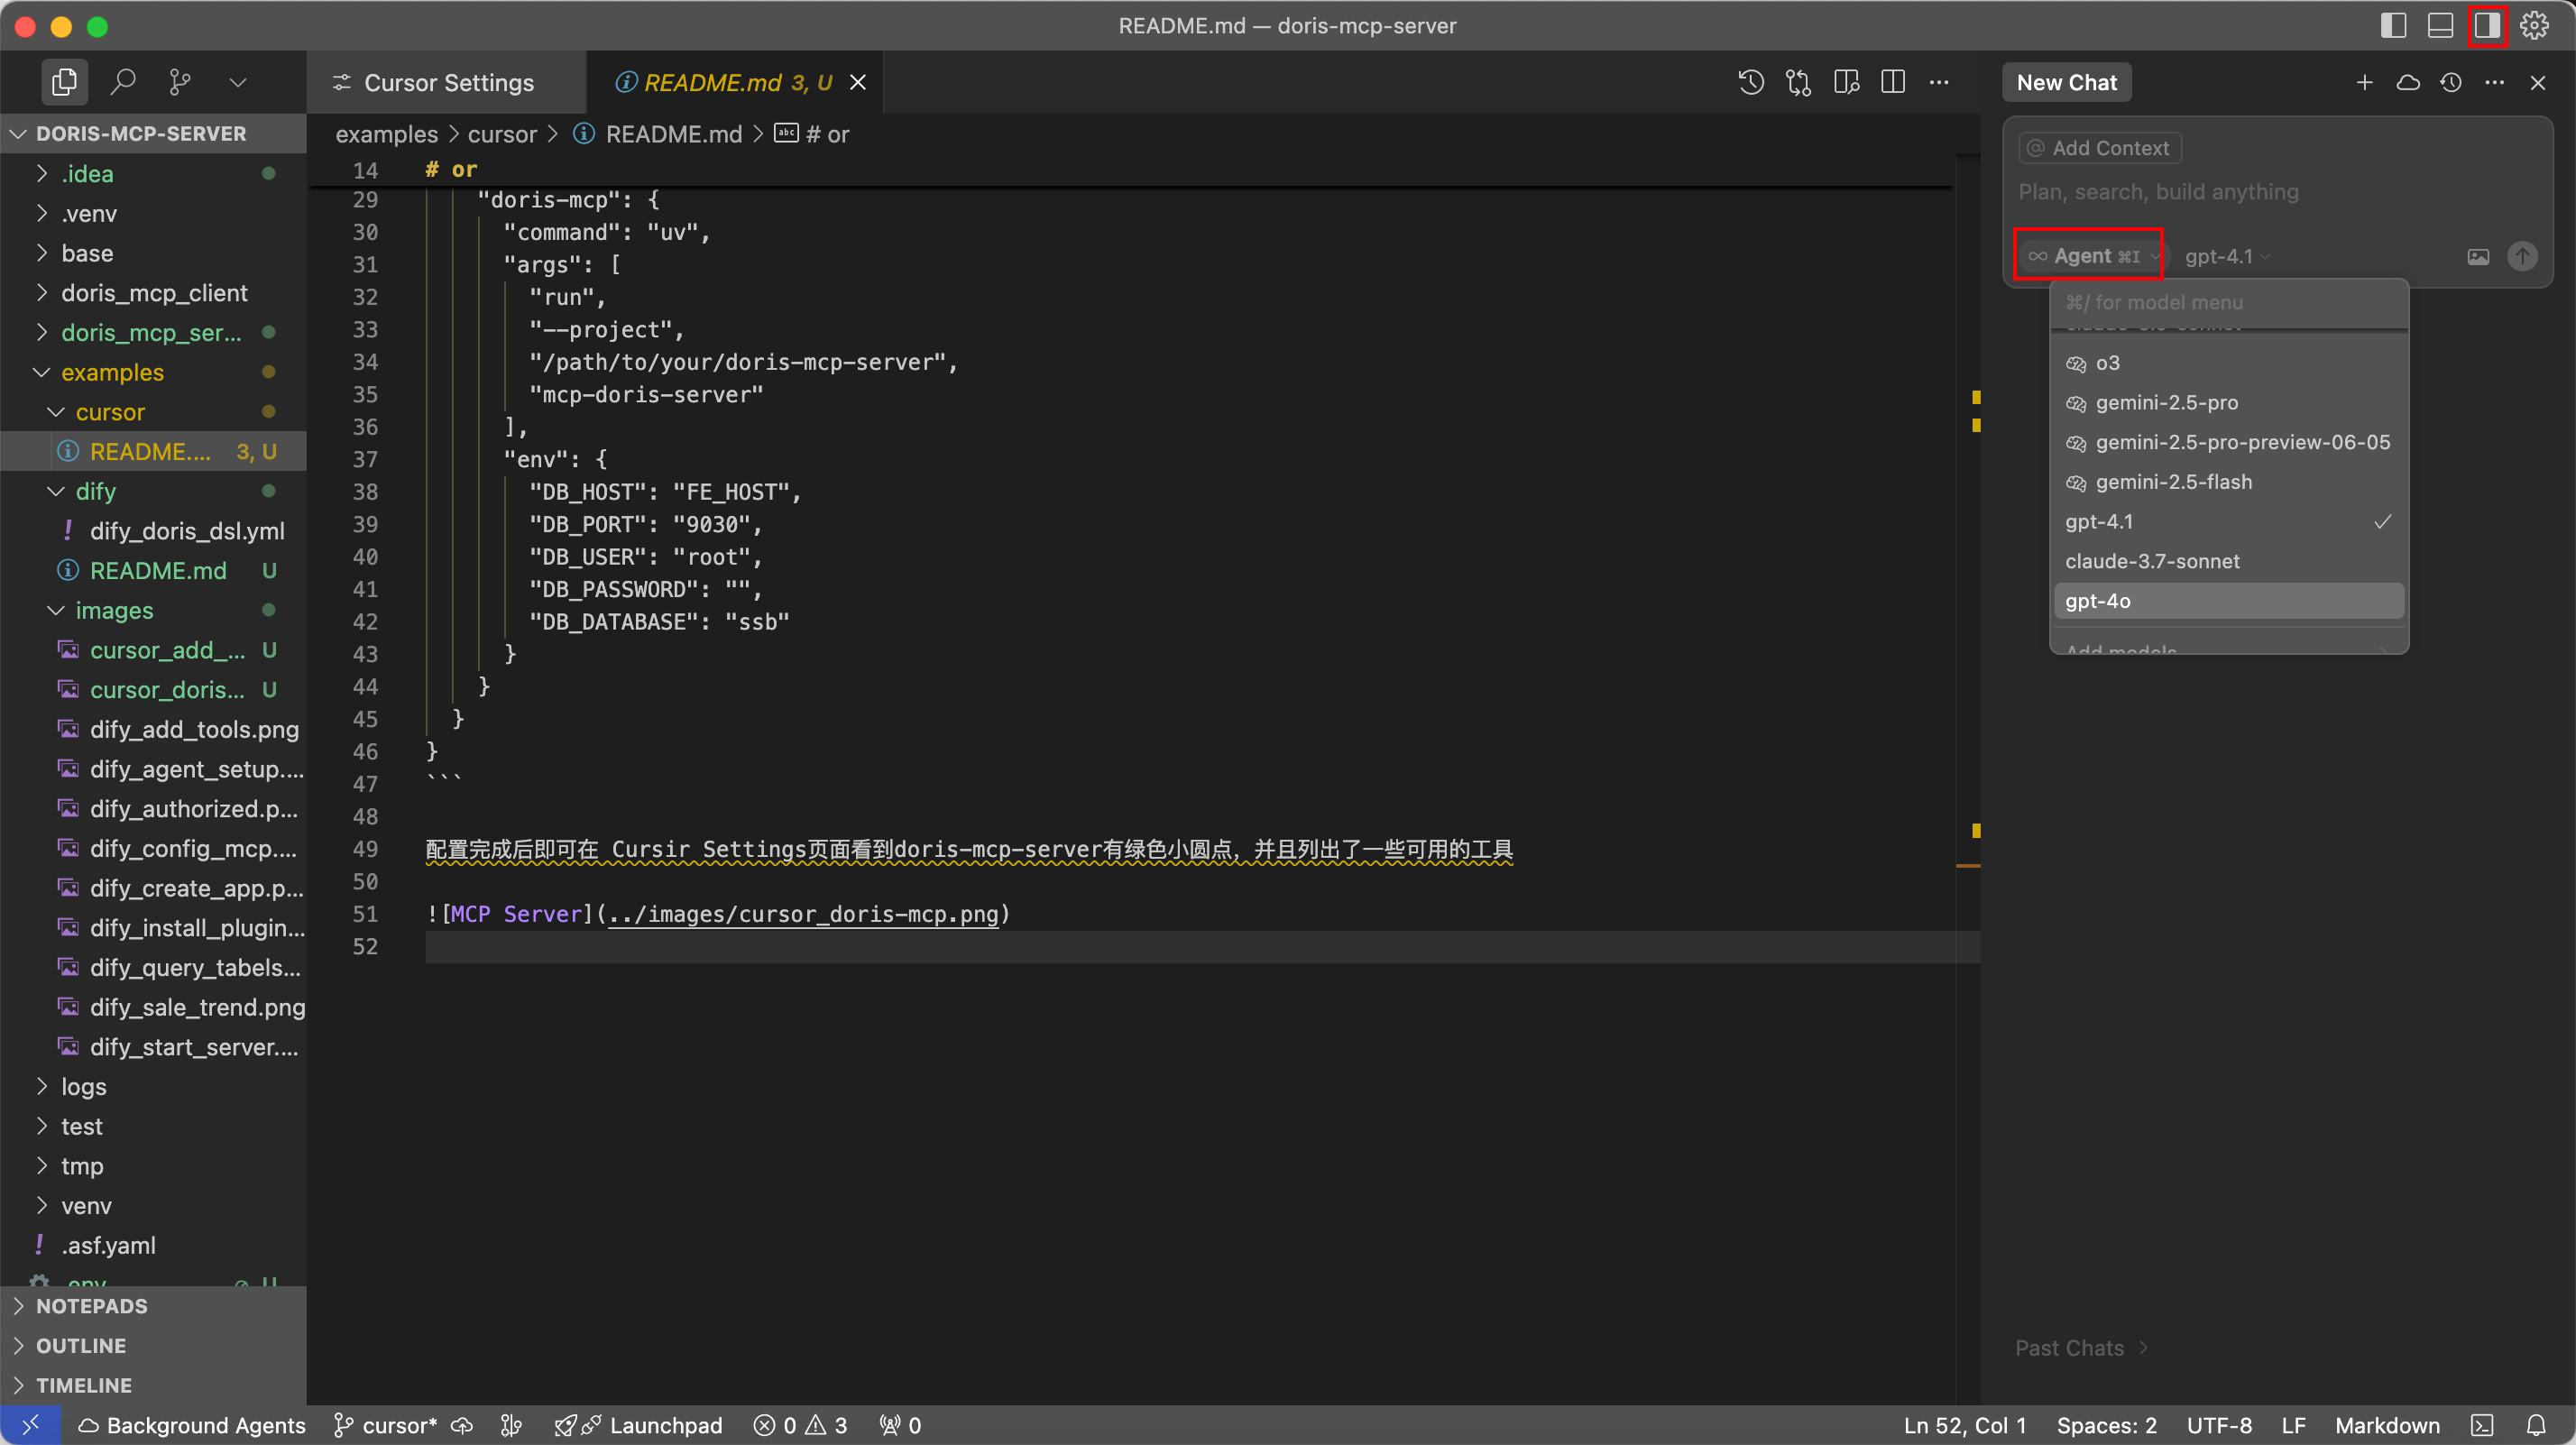 README.md — doris-mcp-server
Cursor Settings
README.md 3, U
New Chat
DORIS-MCP-SERVER
.idea
.venv
base
doris_mcp_client
doris_mcp_ser...
examples
cursor
README.... 3, U
dify
dify_doris_dsl.yml
README.md U
images
cursor_add_... U
cursor_doris... U
dify_add_tools.png
dify_agent_setup....
dify_authorized.p...
dify_config_mcp....
dify_create_app.p...
dify_install_plugin...
dify_query_tabels...
dify_sale_trend.png
dify_start_server....
logs
test
tmp
venv
.asf.yaml
.env U
NOTEPADS
OUTLINE
TIMELINE
examples > cursor > README.md > abc # or
14 # or
29 "doris-mcp": {
30 "command": "uv",
31 "args": [
32 "run",
33 "--project",
34 "/path/to/your/doris-mcp-server",
35 "mcp-doris-server"
36 ],
37 "env": {
38 "DB_HOST": "FE_HOST",
39 "DB_PORT": "9030",
40 "DB_USER": "root",
41 "DB_PASSWORD": "",
42 "DB_DATABASE": "ssb"
43 }
44 }
45 }
46 }
47 ```
48
49 配置完成后即可在 Cursir Settings页面看到doris-mcp-server有绿色小圆点，并且列出了一些可用的工具
50
51 ![MCP Server](../images/cursor_doris-mcp.png)
52
@ Add Context
Plan, search, build anything
∞ Agent ⌘I gpt-4.1
⌘/ for model menu
o3
gemini-2.5-pro
gemini-2.5-pro-preview-06-05
gemini-2.5-flash
gpt-4.1
claude-3.7-sonnet
gpt-4o
Add models
Past Chats >
Background Agents cursor* Launchpad 0 3 0 Ln 52, Col 1 Spaces: 2 UTF-8 LF Markdown